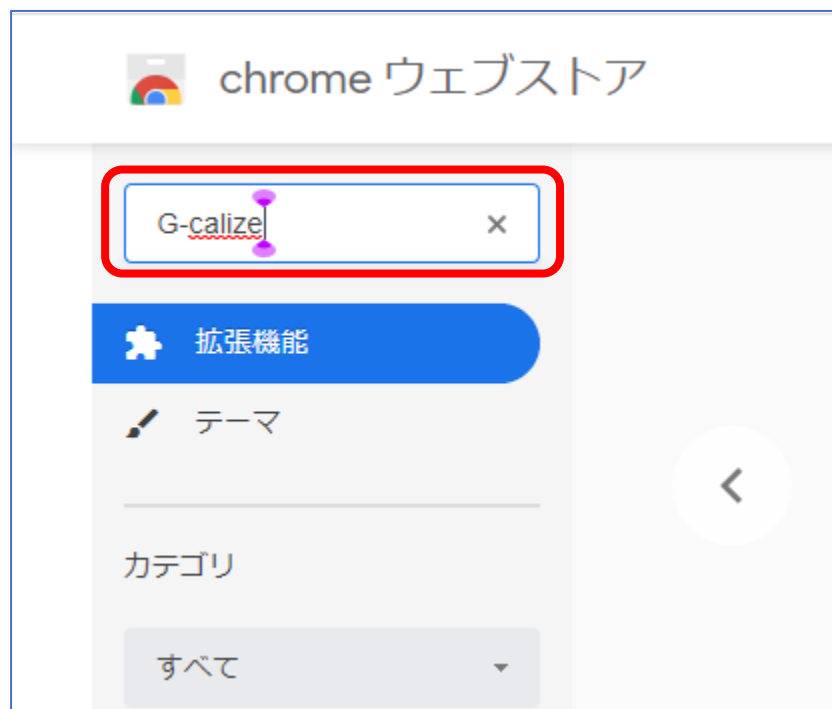 chrome ウェブストア
G-calize
拡張機能
テーマ
カテゴリ
すべて